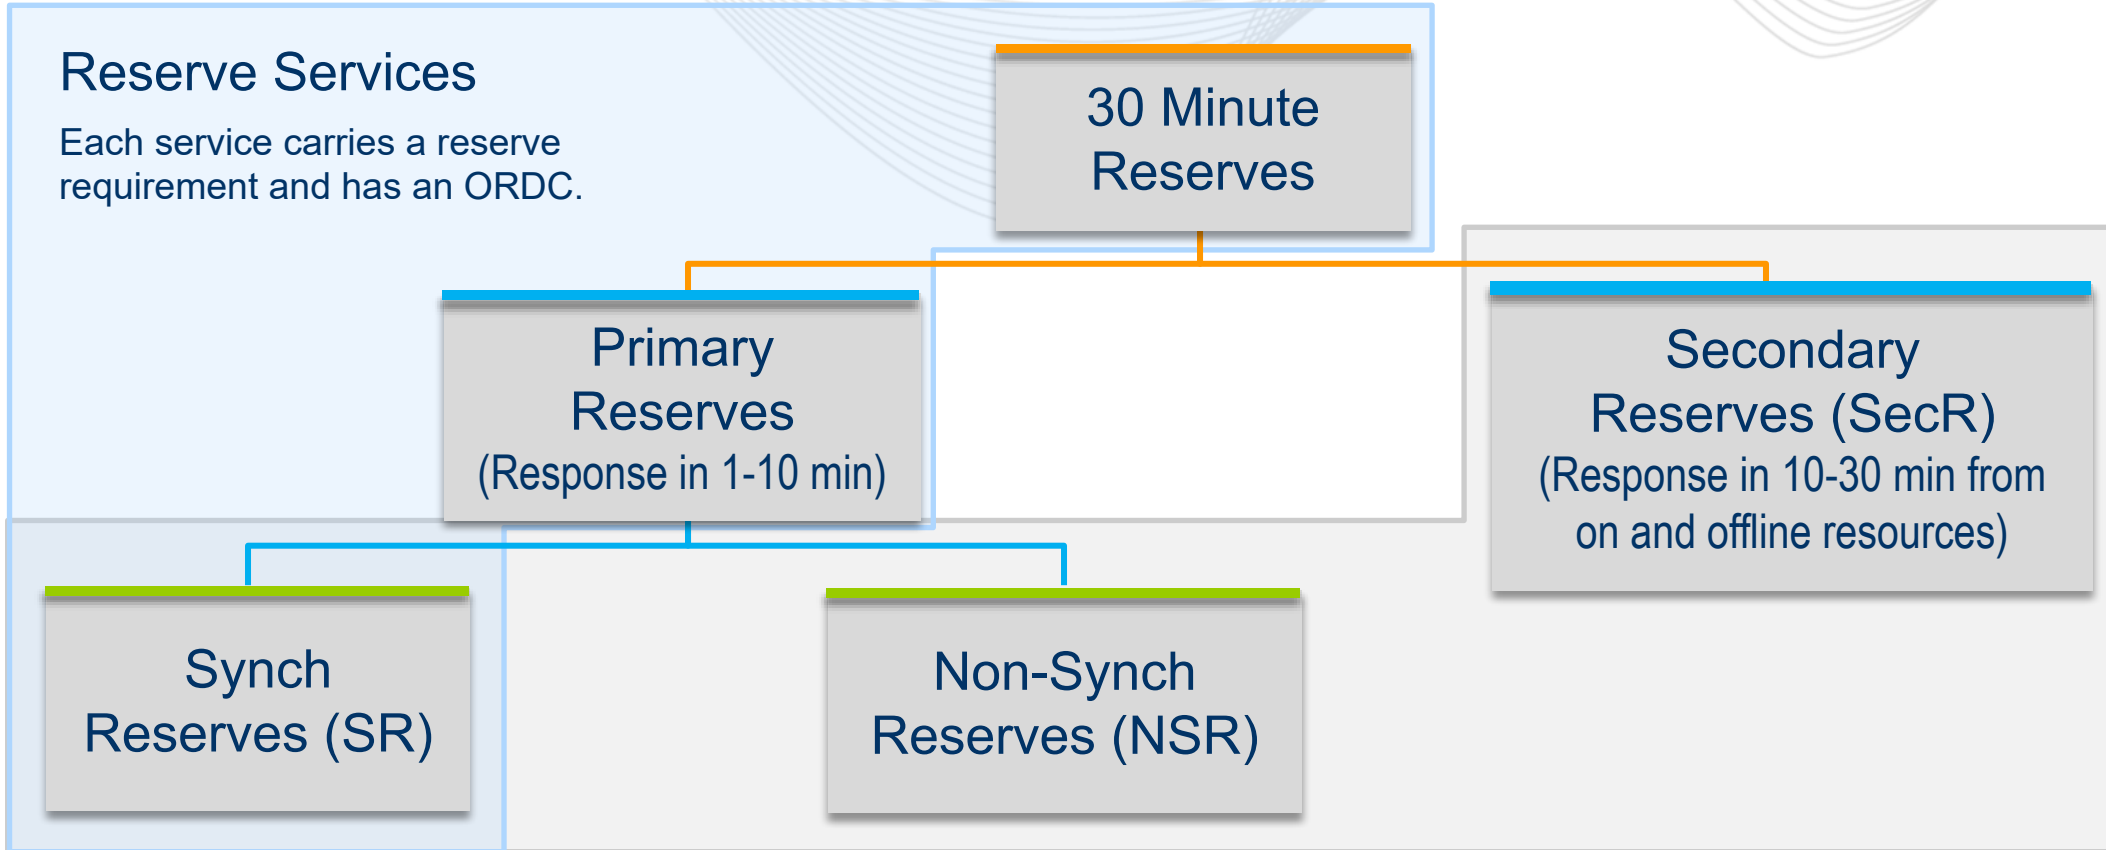 Reserve Services
Each service carries a reserve
requirement and has an ORDC.
30 Minute
Reserves
Primary
Reserves
(Response in 1-10 min)
Secondary
Reserves (SecR)
(Response in 10-30 min from
on and offline resources)
Synch
Reserves (SR)
Non-Synch
Reserves (NSR)